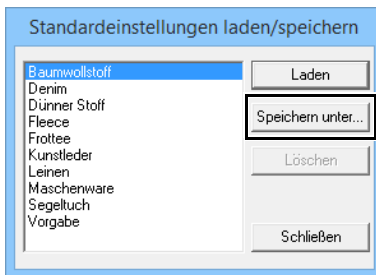 Standardeinstellungen laden/speichern
Baumwollstoff
Denim
Dünner Stoff
Fleece
Frottee
Kunstleder
Leinen
Maschenware
Segeltuch
Vorgabe
Laden
Speichern unter...
Löschen
Schließen